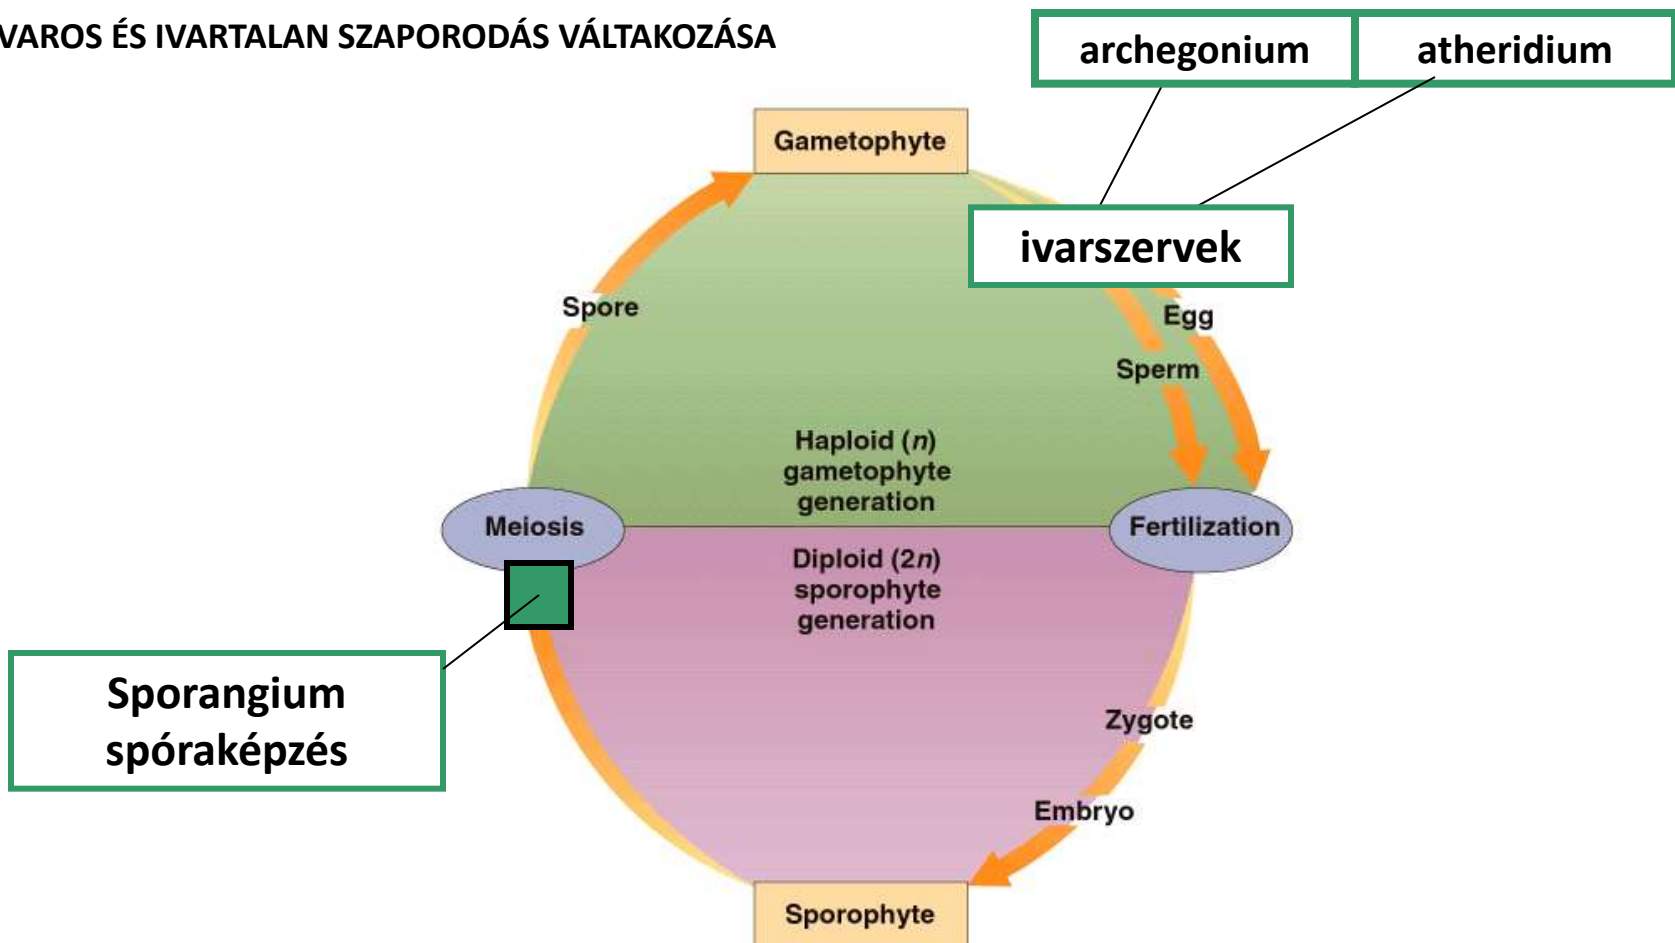 VAROS ÉS IVARTALAN SZAPORODÁS VÁLTAKOZÁSA
archegonium
atheridium
Gametophyte
ivarszervek
Spore
Egg
Sperm
Haploid (n)
gametophyte
generation
Meiosis
Fertilization
Diploid (2n)
sporophyte
generation
Sporangium
spóraképzés
Zygote
Embryo
Sporophyte